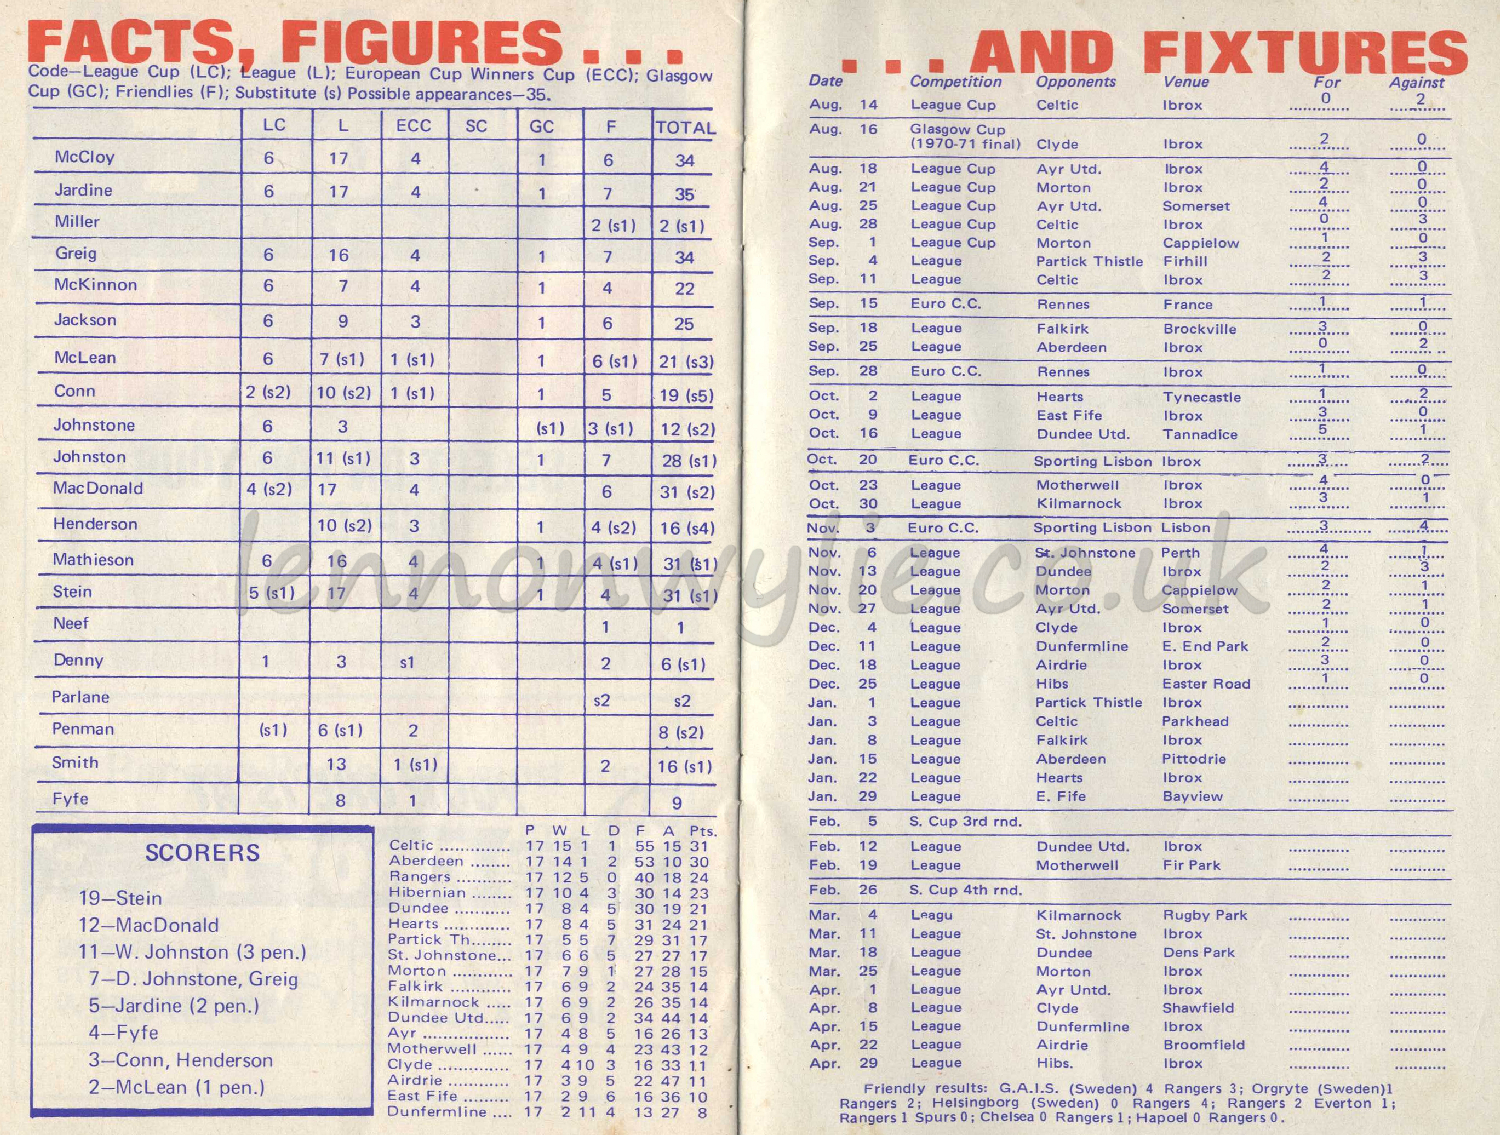 FACTS, FIGURES . . .
Code—League Cup (LC); League (L); European Cup Winners Cup (ECC); Glasgow
Cup (GC); Friendlies (F); Substitute (s) Possible appearances—35.
LC L ECC SC GC F TOTAL
McCloy 6 17 4 1 6 34
Jardine 6 17 4 1 7 35
Miller 2 (s1) 2 (s1)
Greig 6 16 4 1 7 34
McKinnon 6 7 4 1 4 22
Jackson 6 9 3 1 6 25
McLean 6 7 (s1) 1 (s1) 1 6 (s1) 21 (s3)
Conn 2 (s2) 10 (s2) 1 (s1) 1 5 19 (s5)
Johnstone 6 3 (s1) 3 (s1) 12 (s2)
Johnston 6 11 (s1) 3 1 7 28 (s1)
MacDonald 4 (s2) 17 4 6 31 (s2)
Henderson 10 (s2) 3 1 4 (s2) 16 (s4)
Mathieson 6 16 4 1 4 (s1) 31 (s1)
Stein 5 (s1) 17 4 1 4 31 (s1)
Neef 1 1
Denny 1 3 s1 2 6 (s1)
Parlane s2 s2
Penman (s1) 6 (s1) 2 8 (s2)
Smith 13 1 (s1) 2 16 (s1)
Fyfe 8 1 9
SCORERS
19—Stein
12—MacDonald
11—W. Johnston (3 pen.)
7—D. Johnstone, Greig
5—Jardine (2 pen.)
4—Fyfe
3—Conn, Henderson
2—McLean (1 pen.)
P W L D F A Pts.
Celtic ............. 17 15 1 1 55 15 31
Aberdeen ........ 17 14 1 2 53 10 30
Rangers ........... 17 12 5 0 40 18 24
Hibernian ........ 17 10 4 3 30 14 23
Dundee ........... 17 8 4 5 30 19 21
Hearts ............. 17 8 4 5 31 24 21
Partick Th........ 17 5 5 7 29 31 17
St. Johnstone... 17 6 6 5 27 27 17
Morton ............ 17 7 9 1 27 28 15
Falkirk ............ 17 6 9 2 24 35 14
Kilmarnock ..... 17 6 9 2 26 35 14
Dundee Utd..... 17 6 9 2 34 44 14
Ayr ................. 17 4 8 5 16 26 13
Motherwell ...... 17 4 9 4 23 43 12
Clyde .............. 17 4 10 3 16 33 11
Airdrie ............ 17 3 9 5 22 47 11
East Fife ......... 17 2 9 6 16 36 10
Dunfermline .... 17 2 11 4 13 27 8
. . . AND FIXTURES
Date Competition Opponents Venue For Against
Aug. 14 League Cup Celtic Ibrox 0 2
Aug. 16 Glasgow Cup
(1970-71 final) Clyde Ibrox 2 0
Aug. 18 League Cup Ayr Utd. Ibrox 4 0
Aug. 21 League Cup Morton Ibrox 2 0
Aug. 25 League Cup Ayr Utd. Somerset 4 0
Aug. 28 League Cup Celtic Ibrox 0 3
Sep. 1 League Cup Morton Cappielow 1 0
Sep. 4 League Partick Thistle Firhill 2 3
Sep. 11 League Celtic Ibrox 2 3
Sep. 15 Euro C.C. Rennes France 1 1
Sep. 18 League Falkirk Brockville 3 0
Sep. 25 League Aberdeen Ibrox 0 2
Sep. 28 Euro C.C. Rennes Ibrox 1 0
Oct. 2 League Hearts Tynecastle 1 2
Oct. 9 League East Fife Ibrox 3 0
Oct. 16 League Dundee Utd. Tannadice 5 1
Oct. 20 Euro C.C. Sporting Lisbon Ibrox 3 2
Oct. 23 League Motherwell Ibrox 4 0
Oct. 30 League Kilmarnock Ibrox 3 1
Nov. 3 Euro C.C. Sporting Lisbon Lisbon 3 4
Nov. 6 League St. Johnstone Perth 4 1
Nov. 13 League Dundee Ibrox 2 3
Nov. 20 League Morton Cappielow 2 1
Nov. 27 League Ayr Utd. Somerset 2 1
Dec. 4 League Clyde Ibrox 1 0
Dec. 11 League Dunfermline E. End Park 2 0
Dec. 18 League Airdrie Ibrox 3 0
Dec. 25 League Hibs Easter Road 1 0
Jan. 1 League Partick Thistle Ibrox
Jan. 3 League Celtic Parkhead
Jan. 8 League Falkirk Ibrox
Jan. 15 League Aberdeen Pittodrie
Jan. 22 League Hearts Ibrox
Jan. 29 League E. Fife Bayview
Feb. 5 S. Cup 3rd rnd.
Feb. 12 League Dundee Utd. Ibrox
Feb. 19 League Motherwell Fir Park
Feb. 26 S. Cup 4th rnd.
Mar. 4 Leagu Kilmarnock Rugby Park
Mar. 11 League St. Johnstone Ibrox
Mar. 18 League Dundee Dens Park
Mar. 25 League Morton Ibrox
Apr. 1 League Ayr Untd. Ibrox
Apr. 8 League Clyde Shawfield
Apr. 15 League Dunfermline Ibrox
Apr. 22 League Airdrie Broomfield
Apr. 29 League Hibs. Ibrox
Friendly results: G.A.I.S. (Sweden) 4 Rangers 3; Orgryte (Sweden)1
Rangers 2; Helsingborg (Sweden) 0 Rangers 4; Rangers 2 Everton 1;
Rangers 1 Spurs 0; Chelsea 0 Rangers 1; Hapoel 0 Rangers 0.
lennonwylie.co.uk